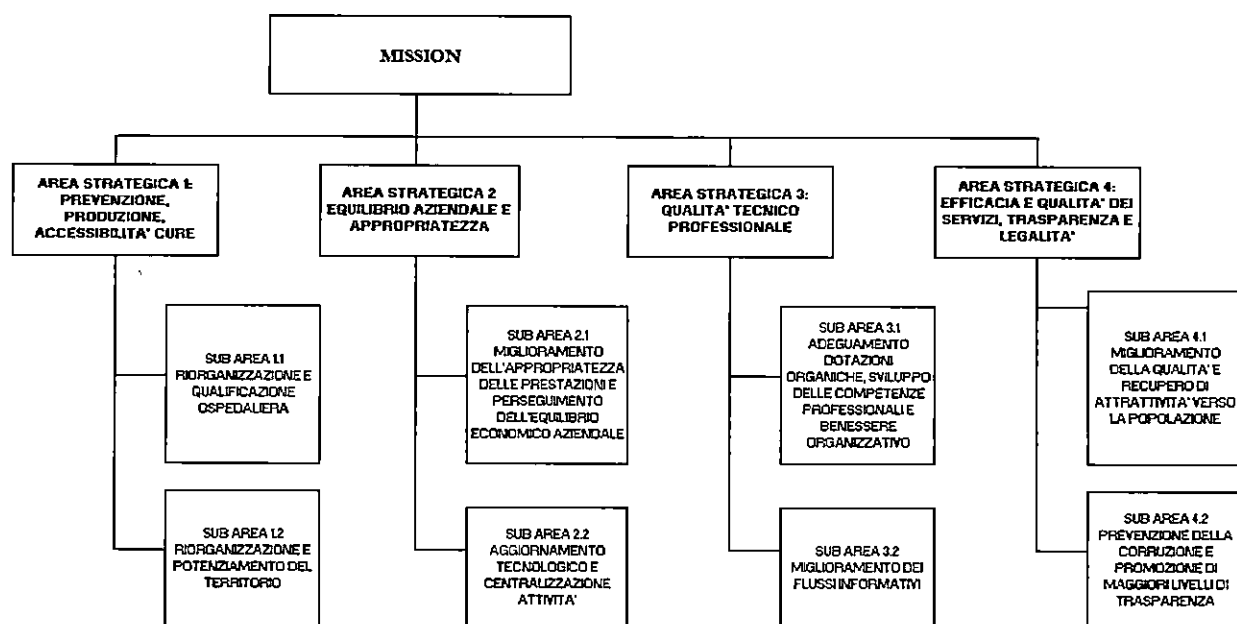 MISSION
AREA STRATEGICA 1:
PREVENZIONE,
PRODUZIONE,
ACCESSIBILITA' CURE
AREA STRATEGICA 2
EQUILIBRIO AZIENDALE E
APPROPRIATEZZA
AREA STRATEGICA 3:
QUALITA' TECNICO
PROFESSIONALE
AREA STRATEGICA 4:
EFFICACIA E QUALITA' DEI
SERVIZI, TRASPARENZA E
LEGALITA'
SUB AREA 1.1
RIORGANIZZAZIONE E
QUALIFICAZIONE
OSPEDALIERA
SUB AREA 2.1
MIGLIORAMENTO
DELL'APPROPRIATEZZA
DELLE PRESTAZIONI E
PERSEGUIMENTO
DELL'EQUILIBRIO
ECONOMICO AZIENDALE
SUB AREA 3.1
ADEGUAMENTO
DOTAZIONI
ORGANICHE, SVILUPPO
DELLE COMPETENZE
PROFESSIONALI E
BENESSERE
ORGANIZZATIVO
SUB AREA 4.1
MIGLIORAMENTO
DELLA QUALITA' E
RECUPERO DI
ATTRATTIVITA' VERSO
LA POPOLAZIONE
SUB AREA 1.2
RIORGANIZZAZIONE E
POTENZIAMENTO DEL
TERRITORIO
SUB AREA 2.2
AGGIORNAMENTO
TECNOLOGICO E
CENTRALIZZAZIONE
ATTIVITA'
SUB AREA 3.2
MIGLIORAMENTO DEI
FLUSSI INFORMATIVI
SUB AREA 4.2
PREVENZIONE DELLA
CORRUZIONE E
PROMOZIONE DI
MAGGIORI LIVELLI DI
TRASPARENZA